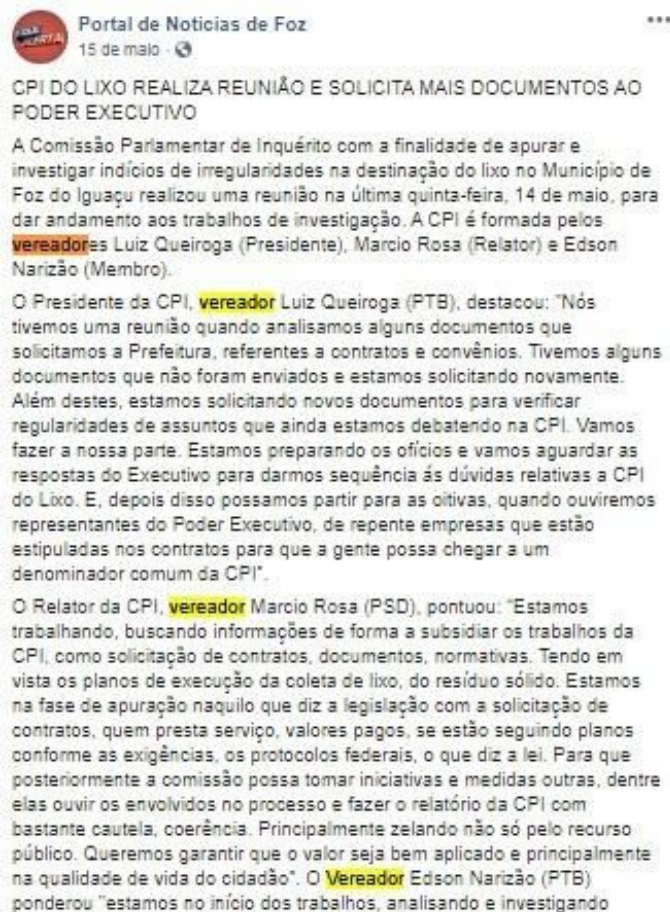 Portal de Noticias de Foz
15 de maio ·
CPI DO LIXO REALIZA REUNIÃO E SOLICITA MAIS DOCUMENTOS AO
PODER EXECUTIVO
A Comissão Parlamentar de Inquérito com a finalidade de apurar e
investigar indícios de irregularidades na destinação do lixo no Município de
Foz do Iguaçu realizou uma reunião na última quinta-feira, 14 de maio, para
dar andamento aos trabalhos de investigação. A CPI é formada pelos
vereadores Luiz Queiroga (Presidente), Marcio Rosa (Relator) e Edson
Narizão (Membro).
O Presidente da CPI, vereador Luiz Queiroga (PTB), destacou: "Nós
tivemos uma reunião quando analisamos alguns documentos que
solicitamos a Prefeitura, referentes a contratos e convênios. Tivemos alguns
documentos que não foram enviados e estamos solicitando novamente.
Além destes, estamos solicitando novos documentos para verificar
regularidades de assuntos que ainda estamos debatendo na CPI. Vamos
fazer a nossa parte. Estamos preparando os ofícios e vamos aguardar as
respostas do Executivo para darmos sequência ás dúvidas relativas a CPI
do Lixo. E, depois disso possamos partir para as oitivas, quando ouviremos
representantes do Poder Executivo, de repente empresas que estão
estipuladas nos contratos para que a gente possa chegar a um
denominador comum da CPI".
O Relator da CPI, vereador Marcio Rosa (PSD), pontuou: "Estamos
trabalhando, buscando informações de forma a subsidiar os trabalhos da
CPI, como solicitação de contratos, documentos, normativas. Tendo em
vista os planos de execução da coleta de lixo, do resíduo sólido. Estamos
na fase de apuração naquilo que diz a legislação com a solicitação de
contratos, quem presta serviço, valores pagos, se estão seguindo planos
conforme as exigências, os protocolos federais, o que diz a lei. Para que
posteriormente a comissão possa tomar iniciativas e medidas outras, dentre
elas ouvir os envolvidos no processo e fazer o relatório da CPI com
bastante cautela, coerência. Principalmente zelando não só pelo recurso
público. Queremos garantir que o valor seja bem aplicado e principalmente
na qualidade de vida do cidadão". O Vereador Edson Narizão (PTB)
ponderou "estamos no início dos trabalhos, analisando e investigando